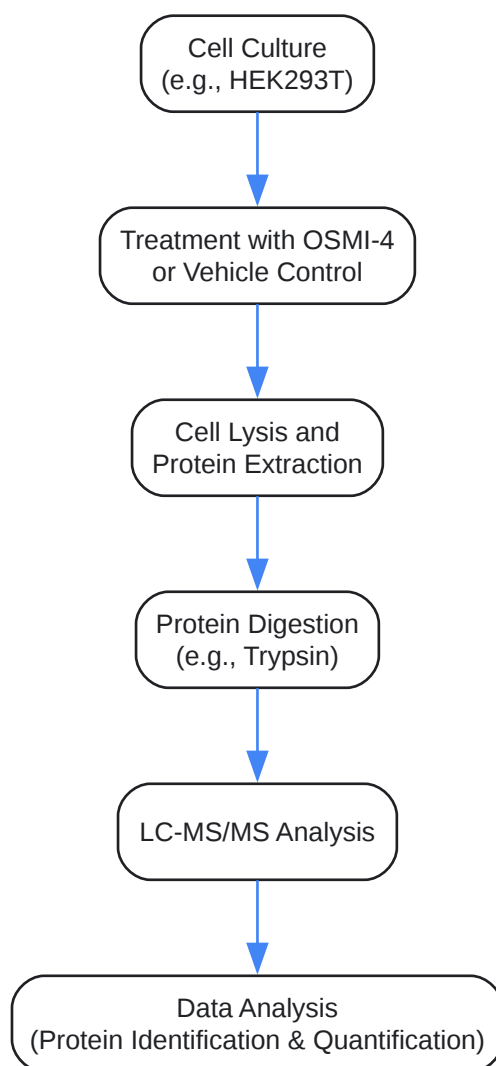 Cell Culture
(e.g., HEK293T)
Treatment with OSMI-4
or Vehicle Control
Cell Lysis and
Protein Extraction
Protein Digestion
(e.g., Trypsin)
LC-MS/MS Analysis
Data Analysis
(Protein Identification & Quantification)